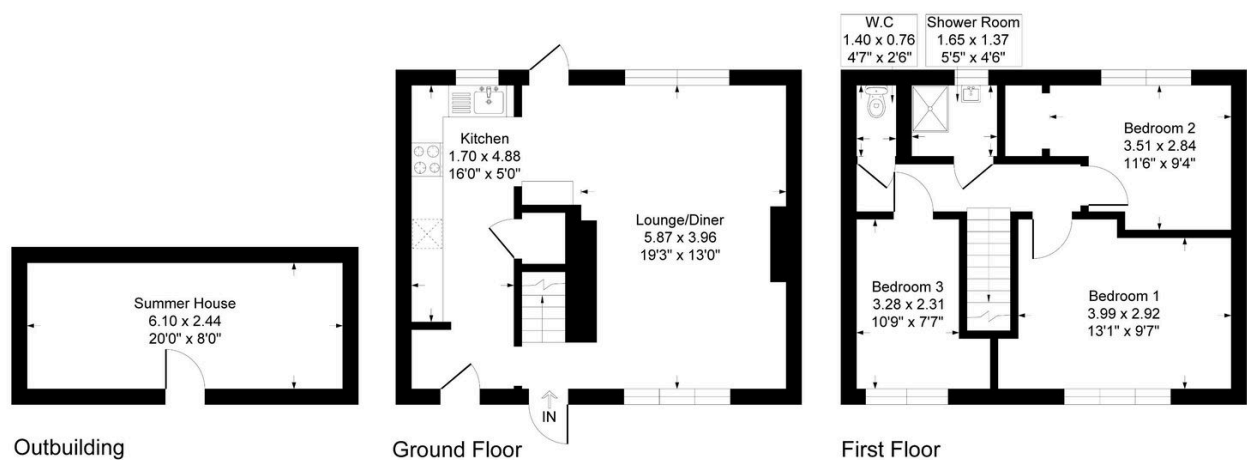 Summer House
6.10 x 2.44
20'0" x 8'0"
Outbuilding
Kitchen
1.70 x 4.88
16'0" x 5'0"
Lounge/Diner
5.87 x 3.96
19'3" x 13'0"
IN
Ground Floor
W.C
1.40 x 0.76
4'7" x 2'6"
Shower Room
1.65 x 1.37
5'5" x 4'6"
Bedroom 2
3.51 x 2.84
11'6" x 9'4"
Bedroom 3
3.28 x 2.31
10'9" x 7'7"
Bedroom 1
3.99 x 2.92
13'1" x 9'7"
First Floor